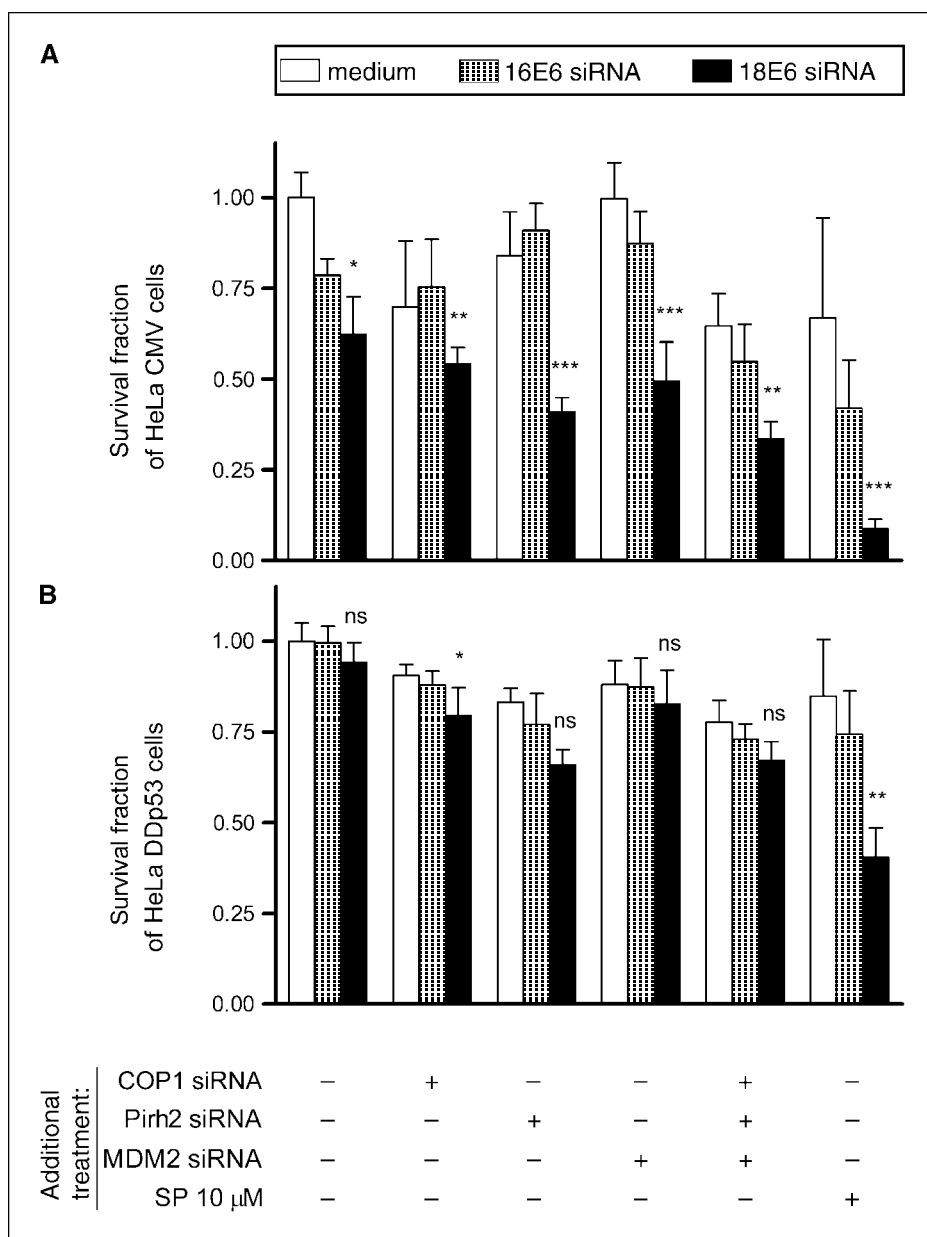 A
medium 16E6 siRNA 18E6 siRNA
Survival fraction
of HeLa CMV cells
1.00
0.75
0.50
0.25
0.00
* ** *** *** ** ***
B
Survival fraction
of HeLa DDp53 cells
1.00
0.75
0.50
0.25
0.00
ns * ns ns ns **
Additional
treatment:
COP1 siRNA – + – – + –
Pirh2 siRNA – – + – + –
MDM2 siRNA – – – + + –
SP 10 µM – – – – – +